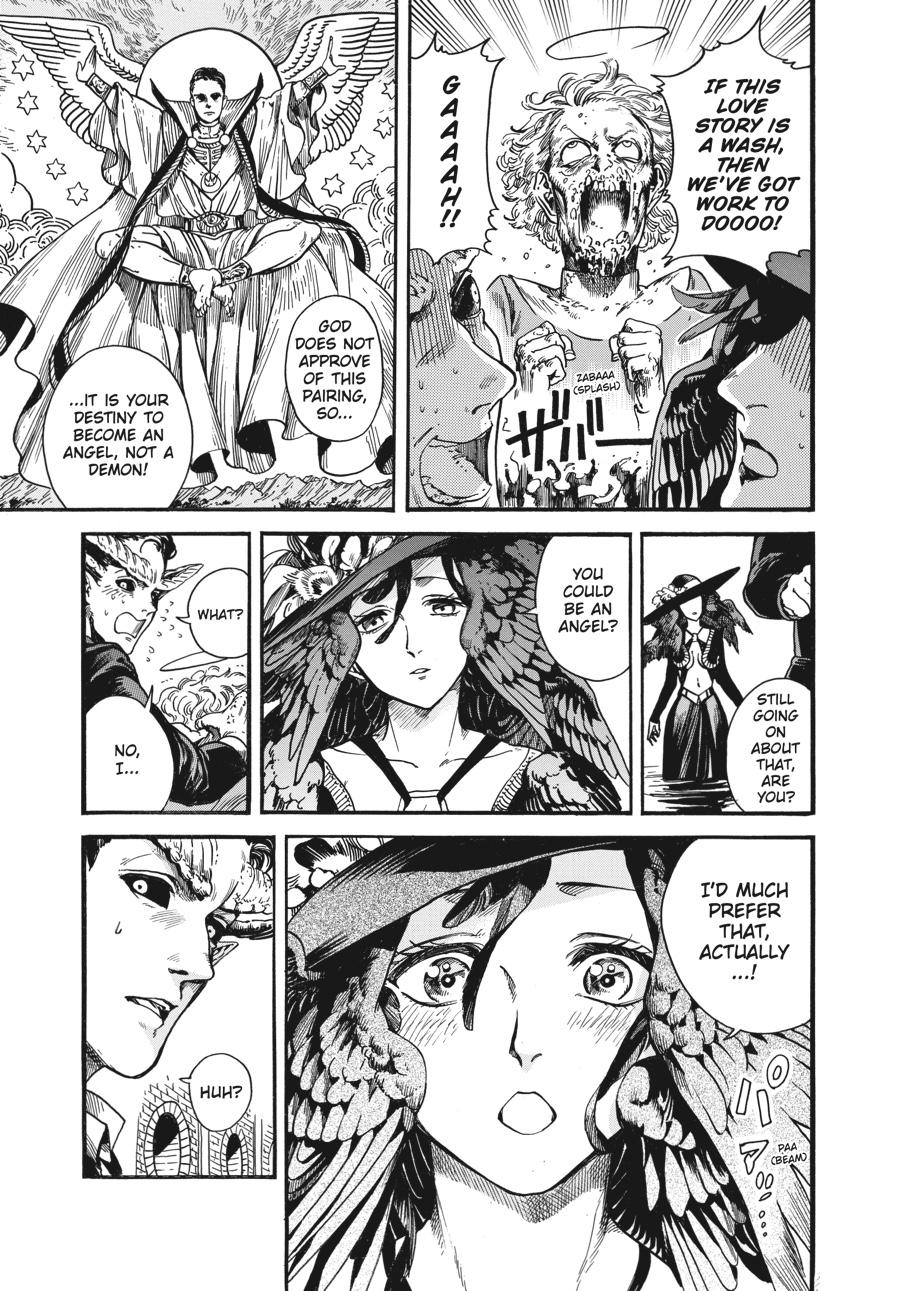 IF THIS
LOVE
STORY IS
A WASH,
THEN
WE'VE GOT
WORK TO
DOOOO!
GAAAAH!!
ZABAAA
(SPLASH)
ザバー
GOD
DOES NOT
APPROVE
OF THIS
PAIRING,
SO...
...IT IS YOUR
DESTINY TO
BECOME AN
ANGEL, NOT A
DEMON!
STILL
GOING
ON
ABOUT
THAT,
ARE
YOU?
YOU
COULD
BE AN
ANGEL?
WHAT?
NO,
I...
I'D MUCH
PREFER
THAT,
ACTUALLY
...!
パァ...
PAA
(BEAM)
HUH?